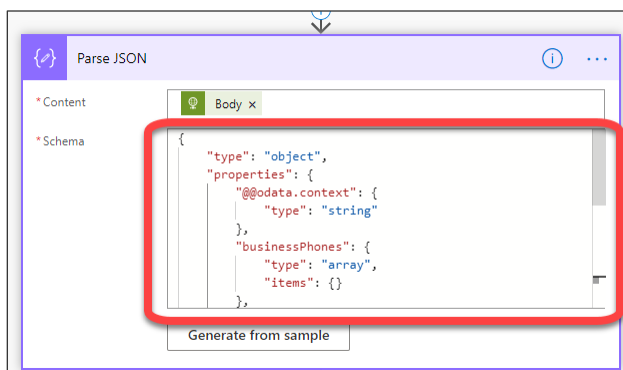 Parse JSON
* Content
Body ×
* Schema
{
    "type": "object",
    "properties": {
        "@@odata.context": {
            "type": "string"
        },
        "businessPhones": {
            "type": "array",
            "items": {}
        },
Generate from sample